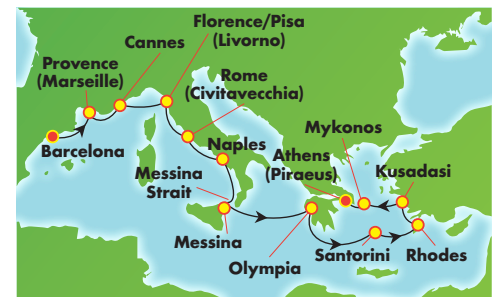 Florence/Pisa
(Livorno)
Cannes
Provence
(Marseille)
Rome
(Civitavecchia)
Barcelona
Naples
Mykonos
Athens
(Piraeus)
Kusadasi
Messina
Strait
Messina
Olympia
Santorini
Rhodes